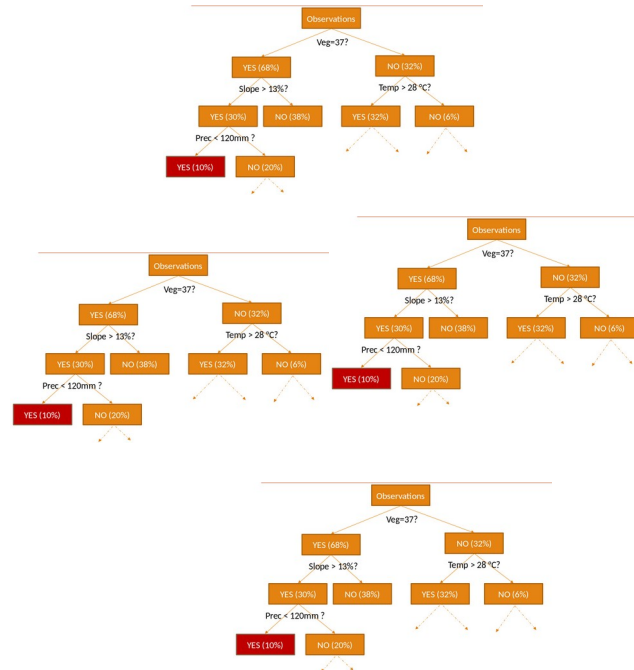 Observations
Veg=37?
YES (68%) NO (32%)
Slope > 13%? Temp > 28 °C?
YES (30%) NO (38%) YES (32%) NO (6%)
Prec < 120mm ?
YES (10%) NO (20%)
Observations
Veg=37?
YES (68%) NO (32%)
Slope > 13%? Temp > 28 °C?
YES (30%) NO (38%) YES (32%) NO (6%)
Prec < 120mm ?
YES (10%) NO (20%)
Observations
Veg=37?
YES (68%) NO (32%)
Slope > 13%? Temp > 28 °C?
YES (30%) NO (38%) YES (32%) NO (6%)
Prec < 120mm ?
YES (10%) NO (20%)
Observations
Veg=37?
YES (68%) NO (32%)
Slope > 13%? Temp > 28 °C?
YES (30%) NO (38%) YES (32%) NO (6%)
Prec < 120mm ?
YES (10%) NO (20%)